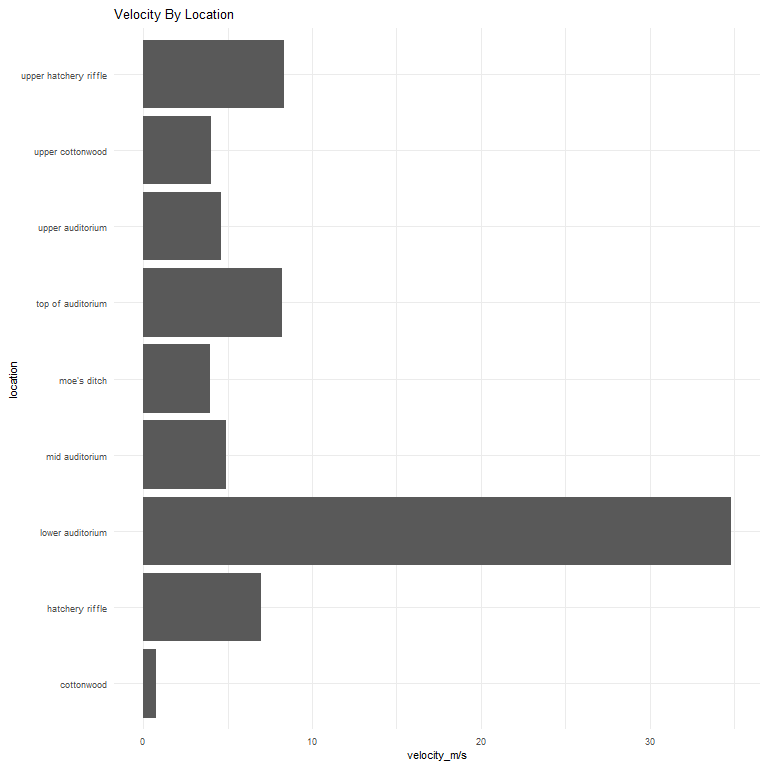 Velocity By Location
upper hatchery riffle
upper cottonwood
upper auditorium
top of auditorium
moe's ditch
mid auditorium
lower auditorium
hatchery riffle
cottonwood
location
0 10 20 30
velocity_m/s